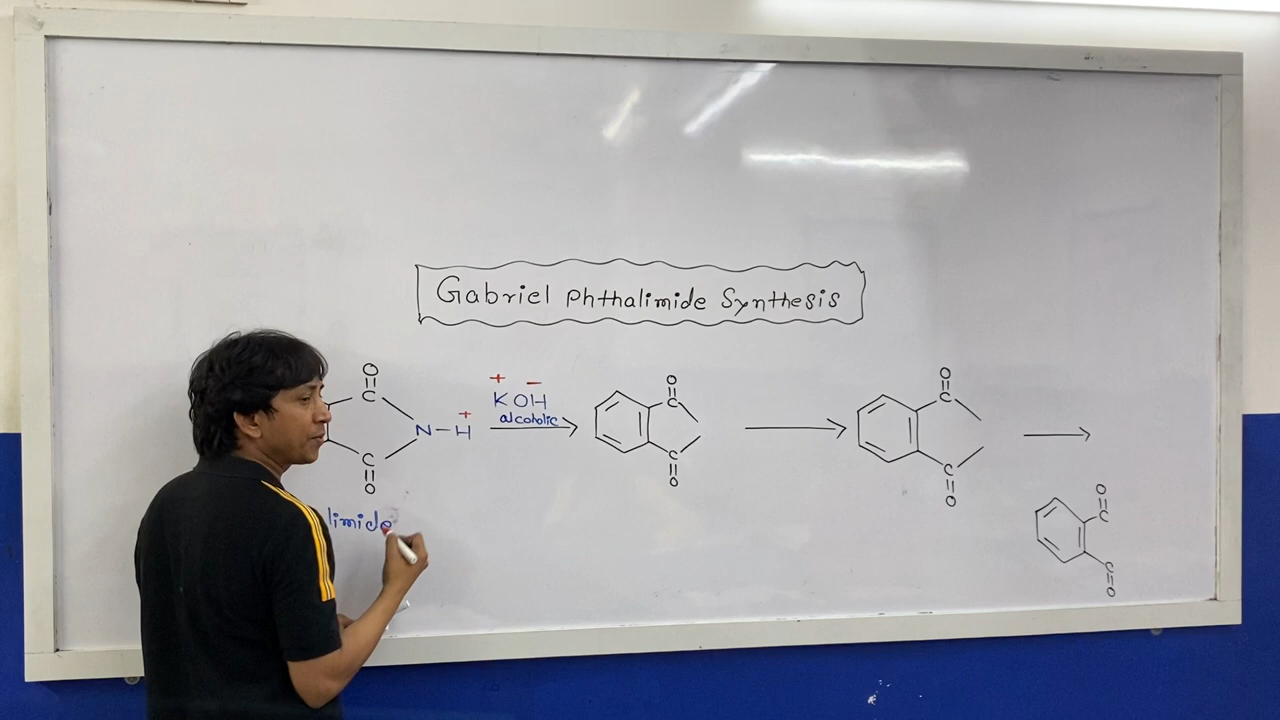 Gabriel Phthalimide Synthesis
O
C
N-H
+
C
O
limide
+ -
KOH
alcoholic
O
C
C
O
O
C
C
O
O
C
C
O